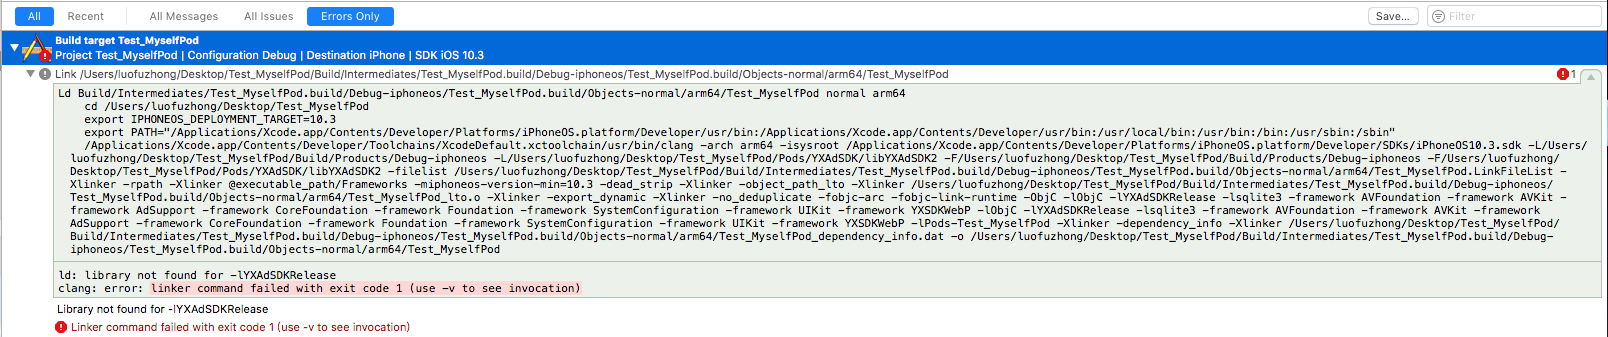 All Recent All Messages All Issues Errors Only Save... Filter
Build target Test_MyselfPod
Project Test_MyselfPod | Configuration Debug | Destination iPhone | SDK iOS 10.3
Link /Users/luofuzhong/Desktop/Test_MyselfPod/Build/Intermediates/Test_MyselfPod.build/Debug-iphoneos/Test_MyselfPod.build/Objects-normal/arm64/Test_MyselfPod 1
Ld Build/Intermediates/Test_MyselfPod.build/Debug-iphoneos/Test_MyselfPod.build/Objects-normal/arm64/Test_MyselfPod normal arm64
cd /Users/luofuzhong/Desktop/Test_MyselfPod
export IPHONEOS_DEPLOYMENT_TARGET=10.3
export PATH="/Applications/Xcode.app/Contents/Developer/Platforms/iPhoneOS.platform/Developer/usr/bin:/Applications/Xcode.app/Contents/Developer/usr/bin:/usr/local/bin:/usr/bin:/bin:/usr/sbin:/sbin"
/Applications/Xcode.app/Contents/Developer/Toolchains/XcodeDefault.xctoolchain/usr/bin/clang -arch arm64 -isysroot /Applications/Xcode.app/Contents/Developer/Platforms/iPhoneOS.platform/Developer/SDKs/iPhoneOS10.3.sdk -L/Users/
luofuzhong/Desktop/Test_MyselfPod/Build/Products/Debug-iphoneos -L/Users/luofuzhong/Desktop/Test_MyselfPod/Pods/YXAdSDK/libYXAdSDK2 -F/Users/luofuzhong/Desktop/Test_MyselfPod/Build/Products/Debug-iphoneos -F/Users/luofuzhong/
Desktop/Test_MyselfPod/Pods/YXAdSDK/libYXAdSDK2 -filelist /Users/luofuzhong/Desktop/Test_MyselfPod/Build/Intermediates/Test_MyselfPod.build/Debug-iphoneos/Test_MyselfPod.build/Objects-normal/arm64/Test_MyselfPod.LinkFileList -
Xlinker -rpath -Xlinker @executable_path/Frameworks -miphoneos-version-min=10.3 -dead_strip -Xlinker -object_path_lto -Xlinker /Users/luofuzhong/Desktop/Test_MyselfPod/Build/Intermediates/Test_MyselfPod.build/Debug-iphoneos/
Test_MyselfPod.build/Objects-normal/arm64/Test_MyselfPod_lto.o -Xlinker -export_dynamic -Xlinker -no_deduplicate -fobjc-arc -fobjc-link-runtime -ObjC -lObjC -lYXAdSDKRelease -lsqlite3 -framework AVFoundation -framework AVKit -
framework AdSupport -framework CoreFoundation -framework Foundation -framework SystemConfiguration -framework UIKit -framework YXSDKWebP -lObjC -lYXAdSDKRelease -lsqlite3 -framework AVFoundation -framework AVKit -framework
AdSupport -framework CoreFoundation -framework Foundation -framework SystemConfiguration -framework UIKit -framework YXSDKWebP -lPods-Test_MyselfPod -Xlinker -dependency_info -Xlinker /Users/luofuzhong/Desktop/Test_MyselfPod/
Build/Intermediates/Test_MyselfPod.build/Debug-iphoneos/Test_MyselfPod.build/Objects-normal/arm64/Test_MyselfPod_dependency_info.dat -o /Users/luofuzhong/Desktop/Test_MyselfPod/Build/Intermediates/Test_MyselfPod.build/Debug-
iphoneos/Test_MyselfPod.build/Objects-normal/arm64/Test_MyselfPod
ld: library not found for -lYXAdSDKRelease
clang: error: linker command failed with exit code 1 (use -v to see invocation)
Library not found for -lYXAdSDKRelease
Linker command failed with exit code 1 (use -v to see invocation)